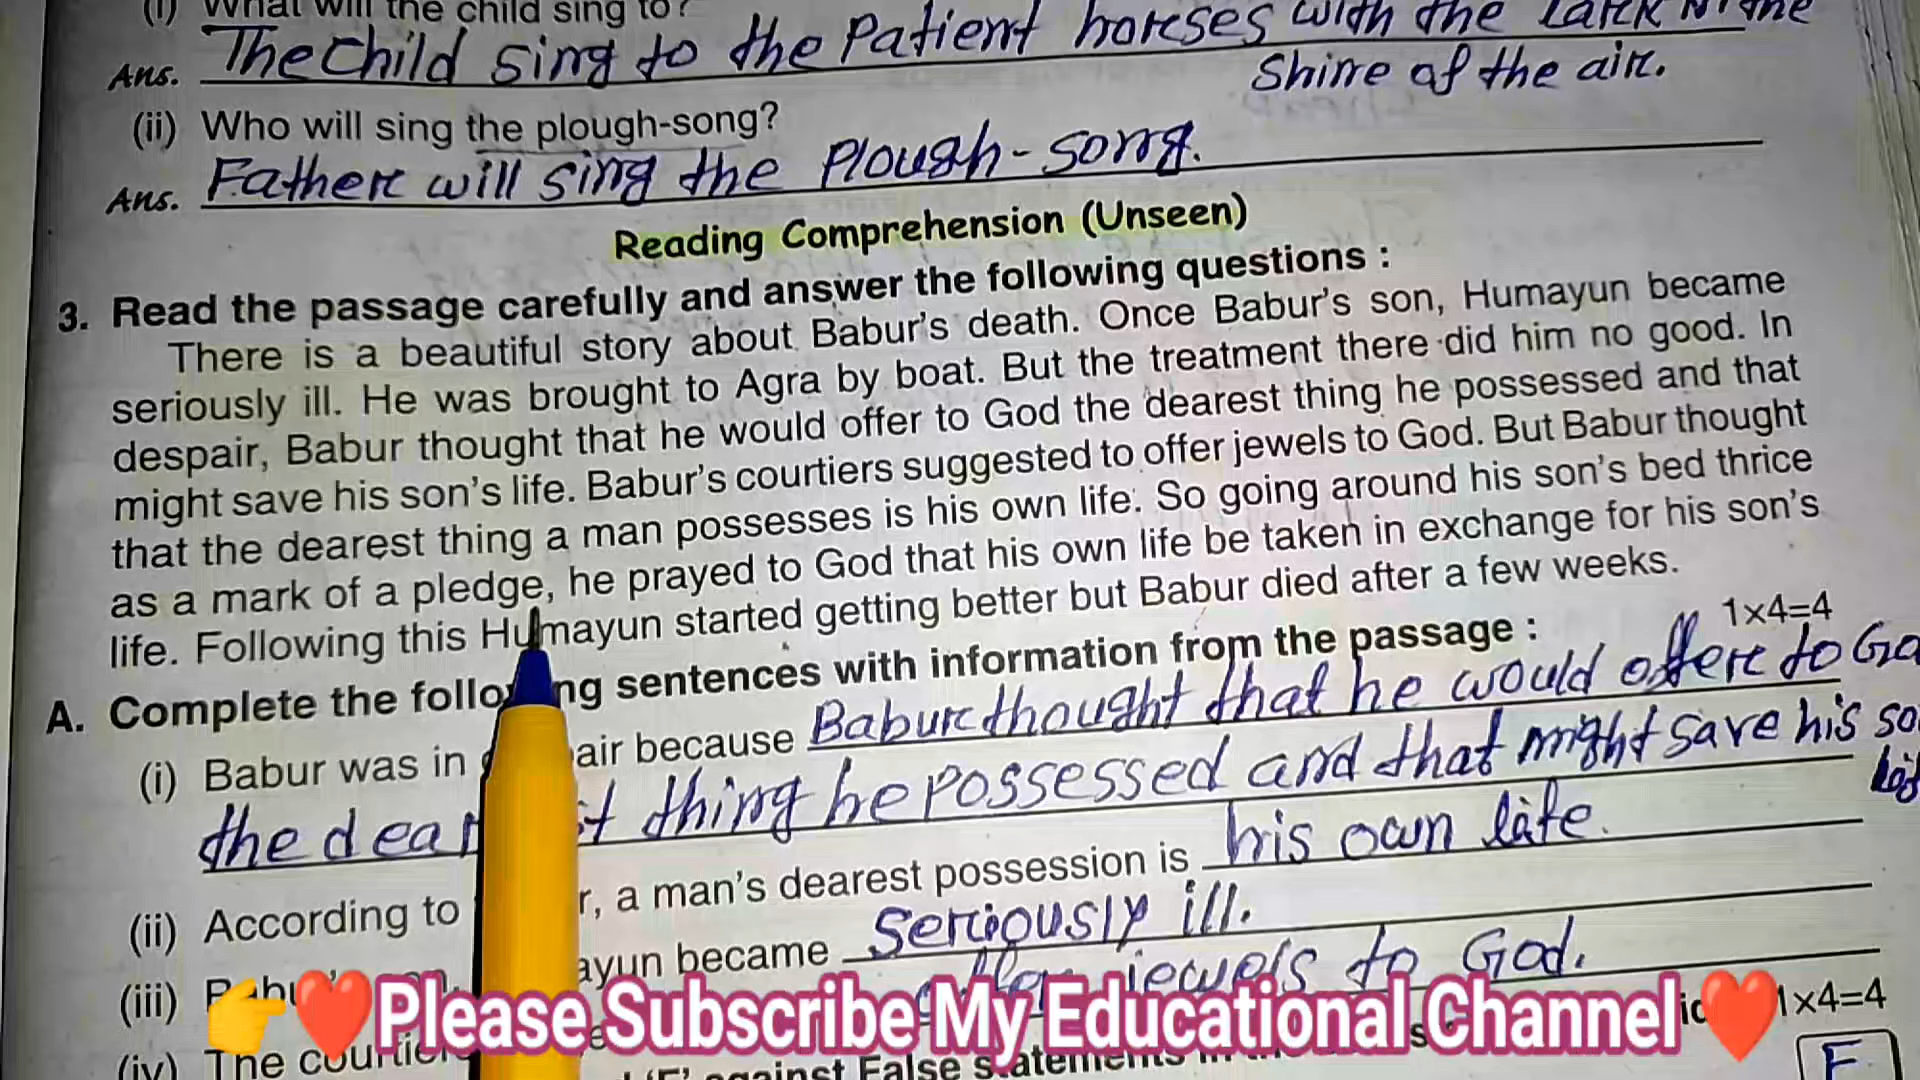 (i) What will the child sing to?
Ans. The Child sing to the Patient horses with the lark in the
Shine of the air.
(ii) Who will sing the plough-song?
Ans. Father will sing the Plough-song.
Reading Comprehension (Unseen)
3. Read the passage carefully and answer the following questions :
There is a beautiful story about Babur's death. Once Babur's son, Humayun became
seriously ill. He was brought to Agra by boat. But the treatment there did him no good. In
despair, Babur thought that he would offer to God the dearest thing he possessed and that
might save his son's life. Babur's courtiers suggested to offer jewels to God. But Babur thought
that the dearest thing a man possesses is his own life. So going around his son's bed thrice
as a mark of a pledge, he prayed to God that his own life be taken in exchange for his son's
life. Following this Humayun started getting better but Babur died after a few weeks.
1×4=4
A. Complete the following sentences with information from the passage :
(i) Babur was in air because Babur thought that he would offer to
the dearest thing he possessed and that might save his
(ii) According to r, a man's dearest possession is his own life.
(iii) ayun became seriously ill.
jewels to God.
👉❤️Please Subscribe My Educational Channel❤️
1×4=4
(iv) The
'F' against False statements
F